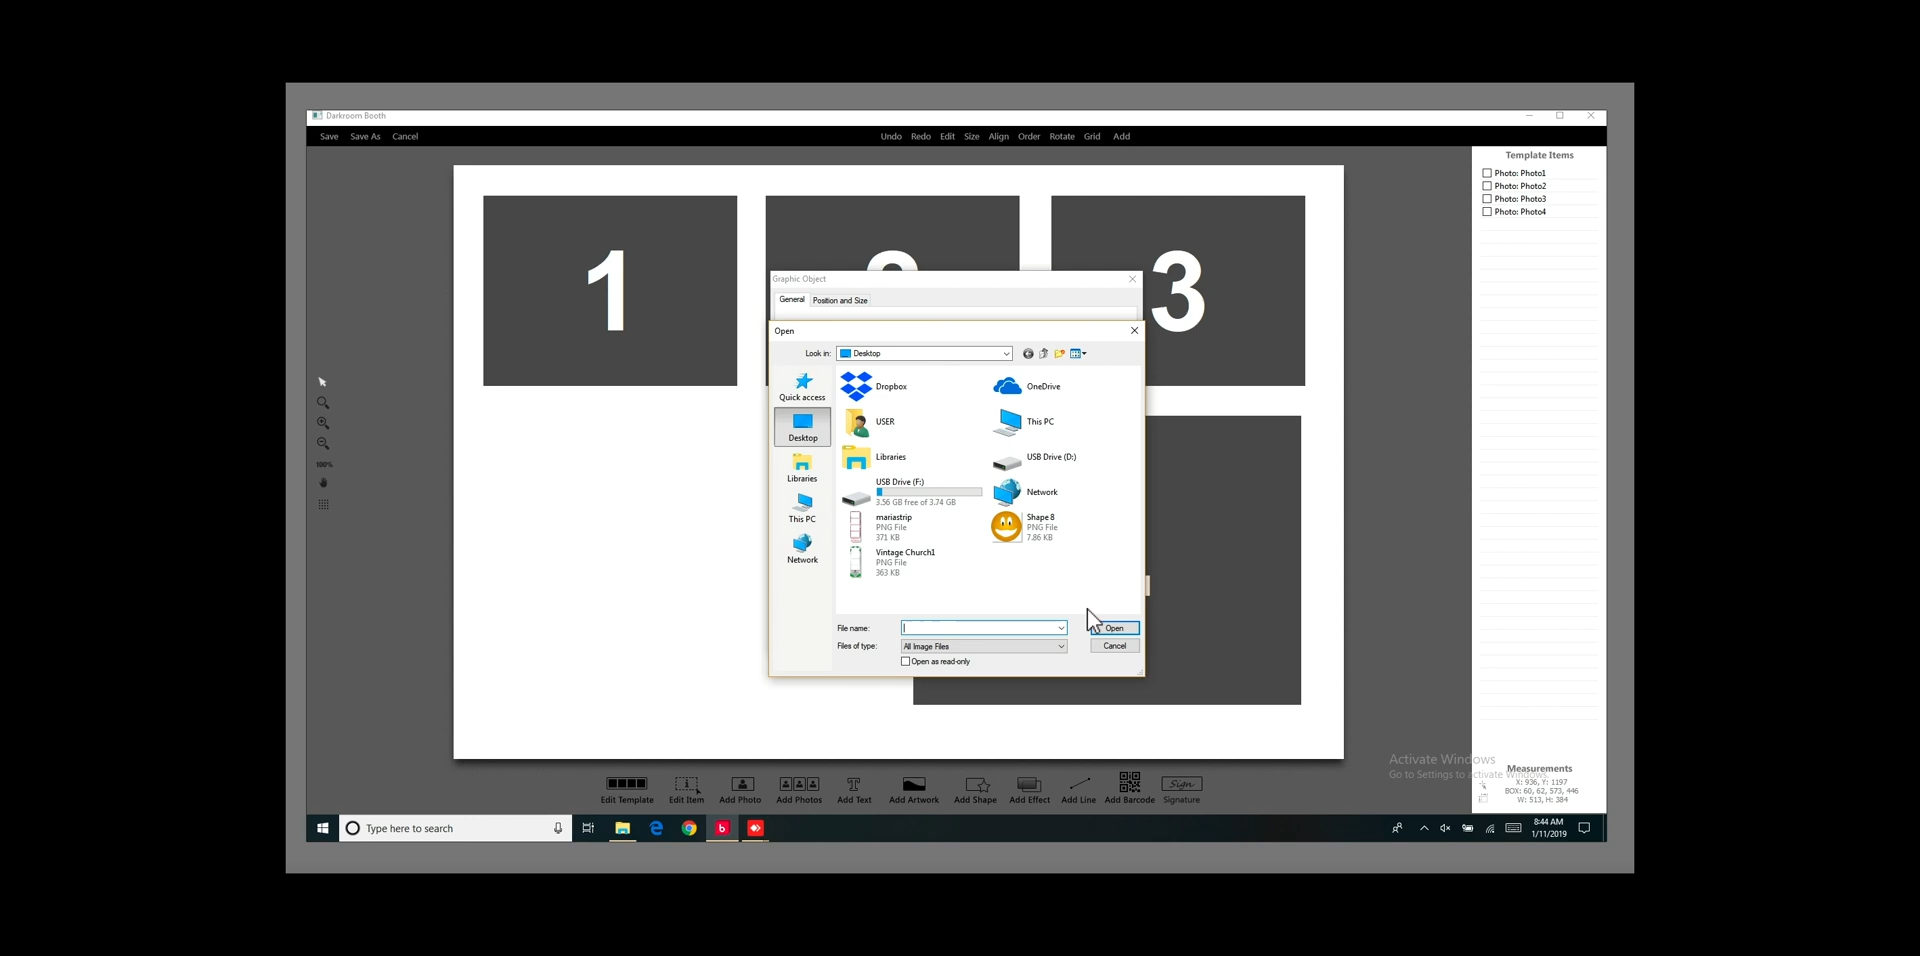 Darkroom Booth
Save Save As Cancel
Undo Redo Edit Size Align Order Rotate Grid Add
Template Items
Photo: Photo1
Photo: Photo2
Photo: Photo3
Photo: Photo4
1
2
3
100%
Graphic Object
General Position and Size
Open
Look in: Desktop
Quick access
Desktop
Libraries
This PC
Network
Dropbox
OneDrive
USER
This PC
Libraries
USB Drive (D:)
USB Drive (F:)
3.56 GB free of 3.74 GB
Network
mariastrip
PNG File
371 KB
Shape 8
PNG File
7.86 KB
Vintage Church1
PNG File
363 KB
File name:
Open
Files of type: All Image Files
Cancel
Open as read-only
Activate Windows
Go to Settings to activate Windows.
Measurements
X: 936, Y: 1197
BOX: 60, 62, 573, 446
W: 513, H: 384
Sign
Edit Template Edit Item Add Photo Add Photos Add Text Add Artwork Add Shape Add Effect Add Line Add Barcode Signature
Type here to search
b
8:44 AM
1/11/2019